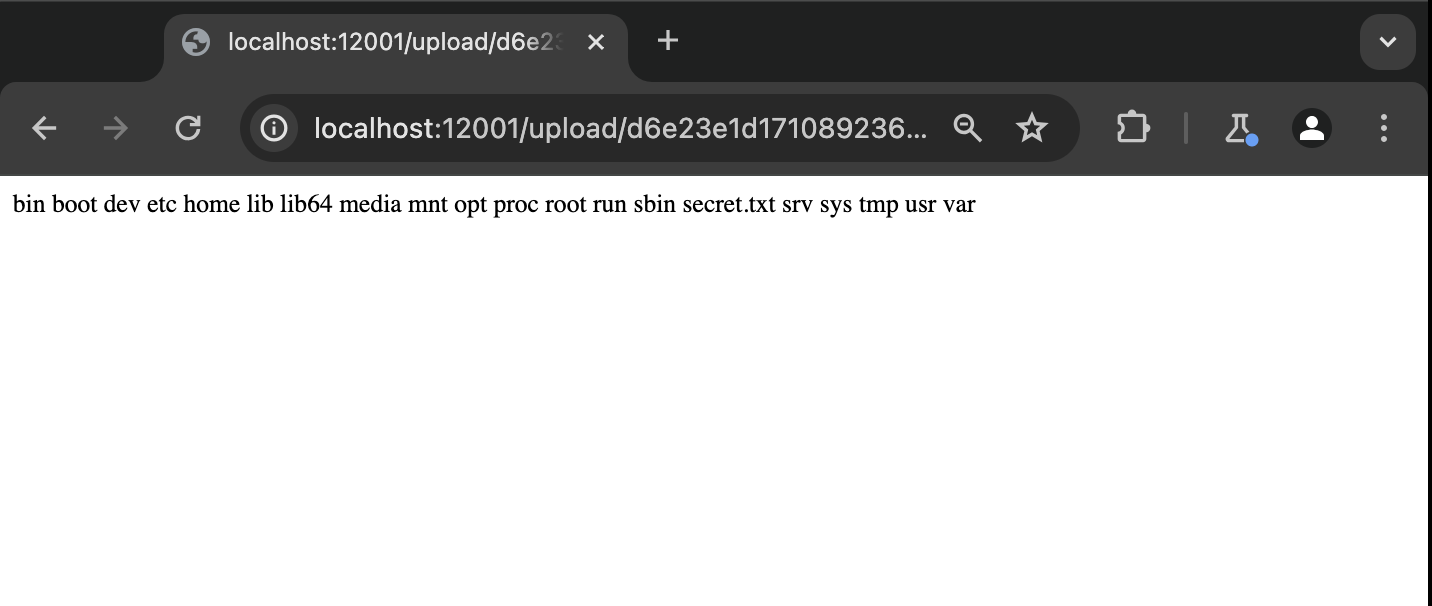 localhost:12001/upload/d6e23
localhost:12001/upload/d6e23e1d171089236...
bin boot dev etc home lib lib64 media mnt opt proc root run sbin secret.txt srv sys tmp usr var